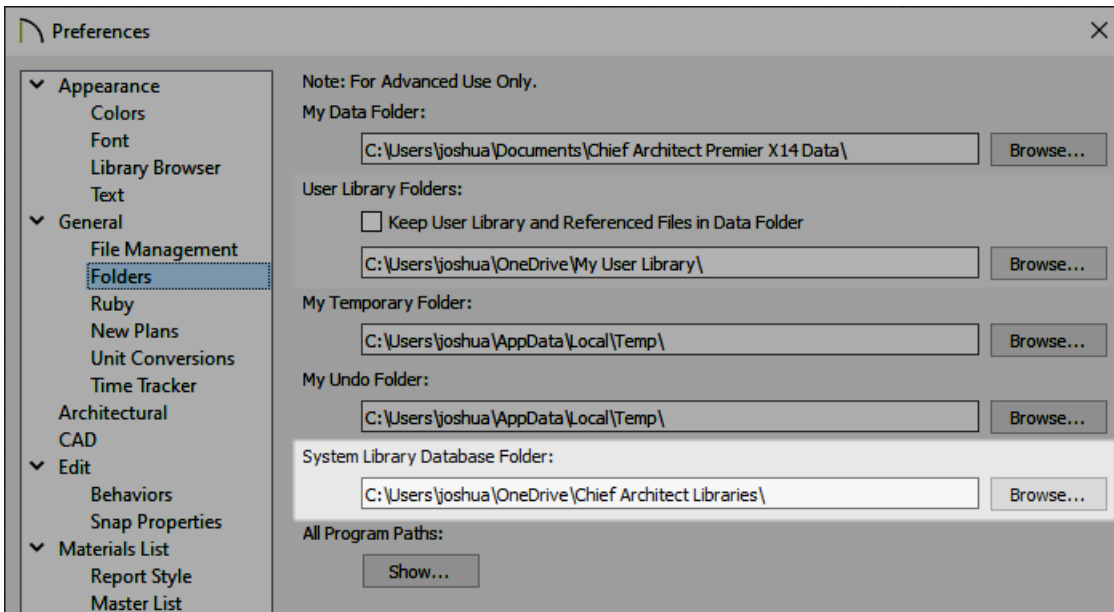 Preferences
Appearance
Colors
Font
Library Browser
Text
General
File Management
Folders
Ruby
New Plans
Unit Conversions
Time Tracker
Architectural
CAD
Edit
Behaviors
Snap Properties
Materials List
Report Style
Master List
Note: For Advanced Use Only.
My Data Folder:
C:\Users\joshua\Documents\Chief Architect Premier X14 Data\ Browse...
User Library Folders:
Keep User Library and Referenced Files in Data Folder
C:\Users\joshua\OneDrive\My User Library\ Browse...
My Temporary Folder:
C:\Users\joshua\AppData\Local\Temp\ Browse...
My Undo Folder:
C:\Users\joshua\AppData\Local\Temp\ Browse...
System Library Database Folder:
C:\Users\joshua\OneDrive\Chief Architect Libraries\ Browse...
All Program Paths:
Show...